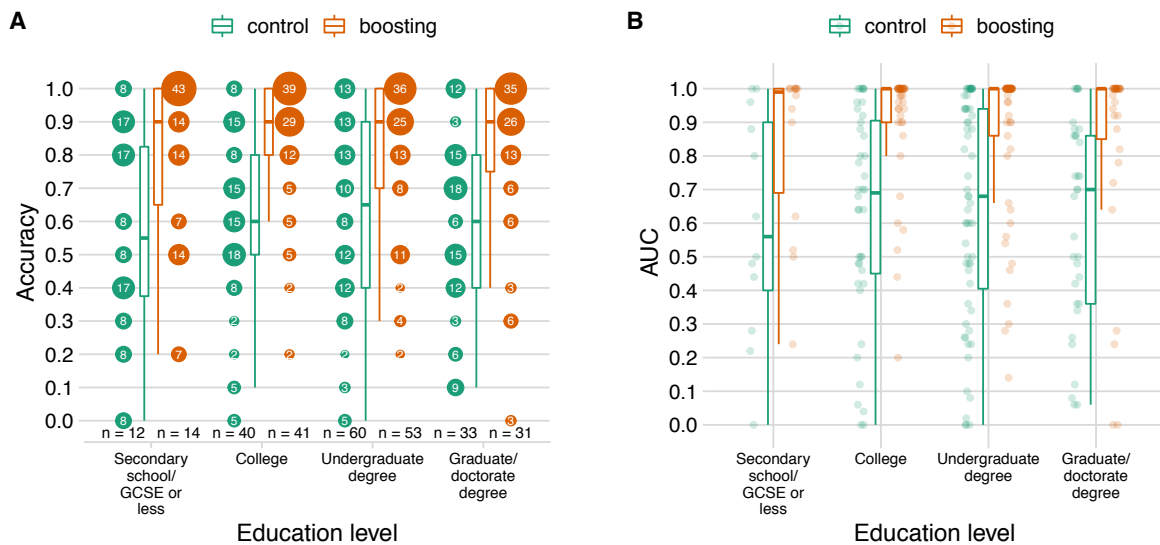 A
control
boosting
Accuracy
1.0
8
43
8
39
13
36
12
35
0.9
17
14
15
29
13
25
3
26
0.8
17
14
8
12
13
13
15
13
0.7
15
5
10
8
18
6
0.6
8
7
15
5
8
6
6
0.5
8
14
18
5
12
11
15
0.4
17
8
2
12
2
12
3
0.3
8
2
8
4
3
6
0.2
8
7
2
2
2
2
6
0.1
5
3
9
0.0
8
5
5
3
n = 12
n = 14
n = 40
n = 41
n = 60
n = 53
n = 33
n = 31
Secondary
school/
GCSE or
less
College
Undergraduate
degree
Graduate/
doctorate
degree
Education level
B
control
boosting
AUC
1.0
0.9
0.8
0.7
0.6
0.5
0.4
0.3
0.2
0.1
0.0
Secondary
school/
GCSE or
less
College
Undergraduate
degree
Graduate/
doctorate
degree
Education level